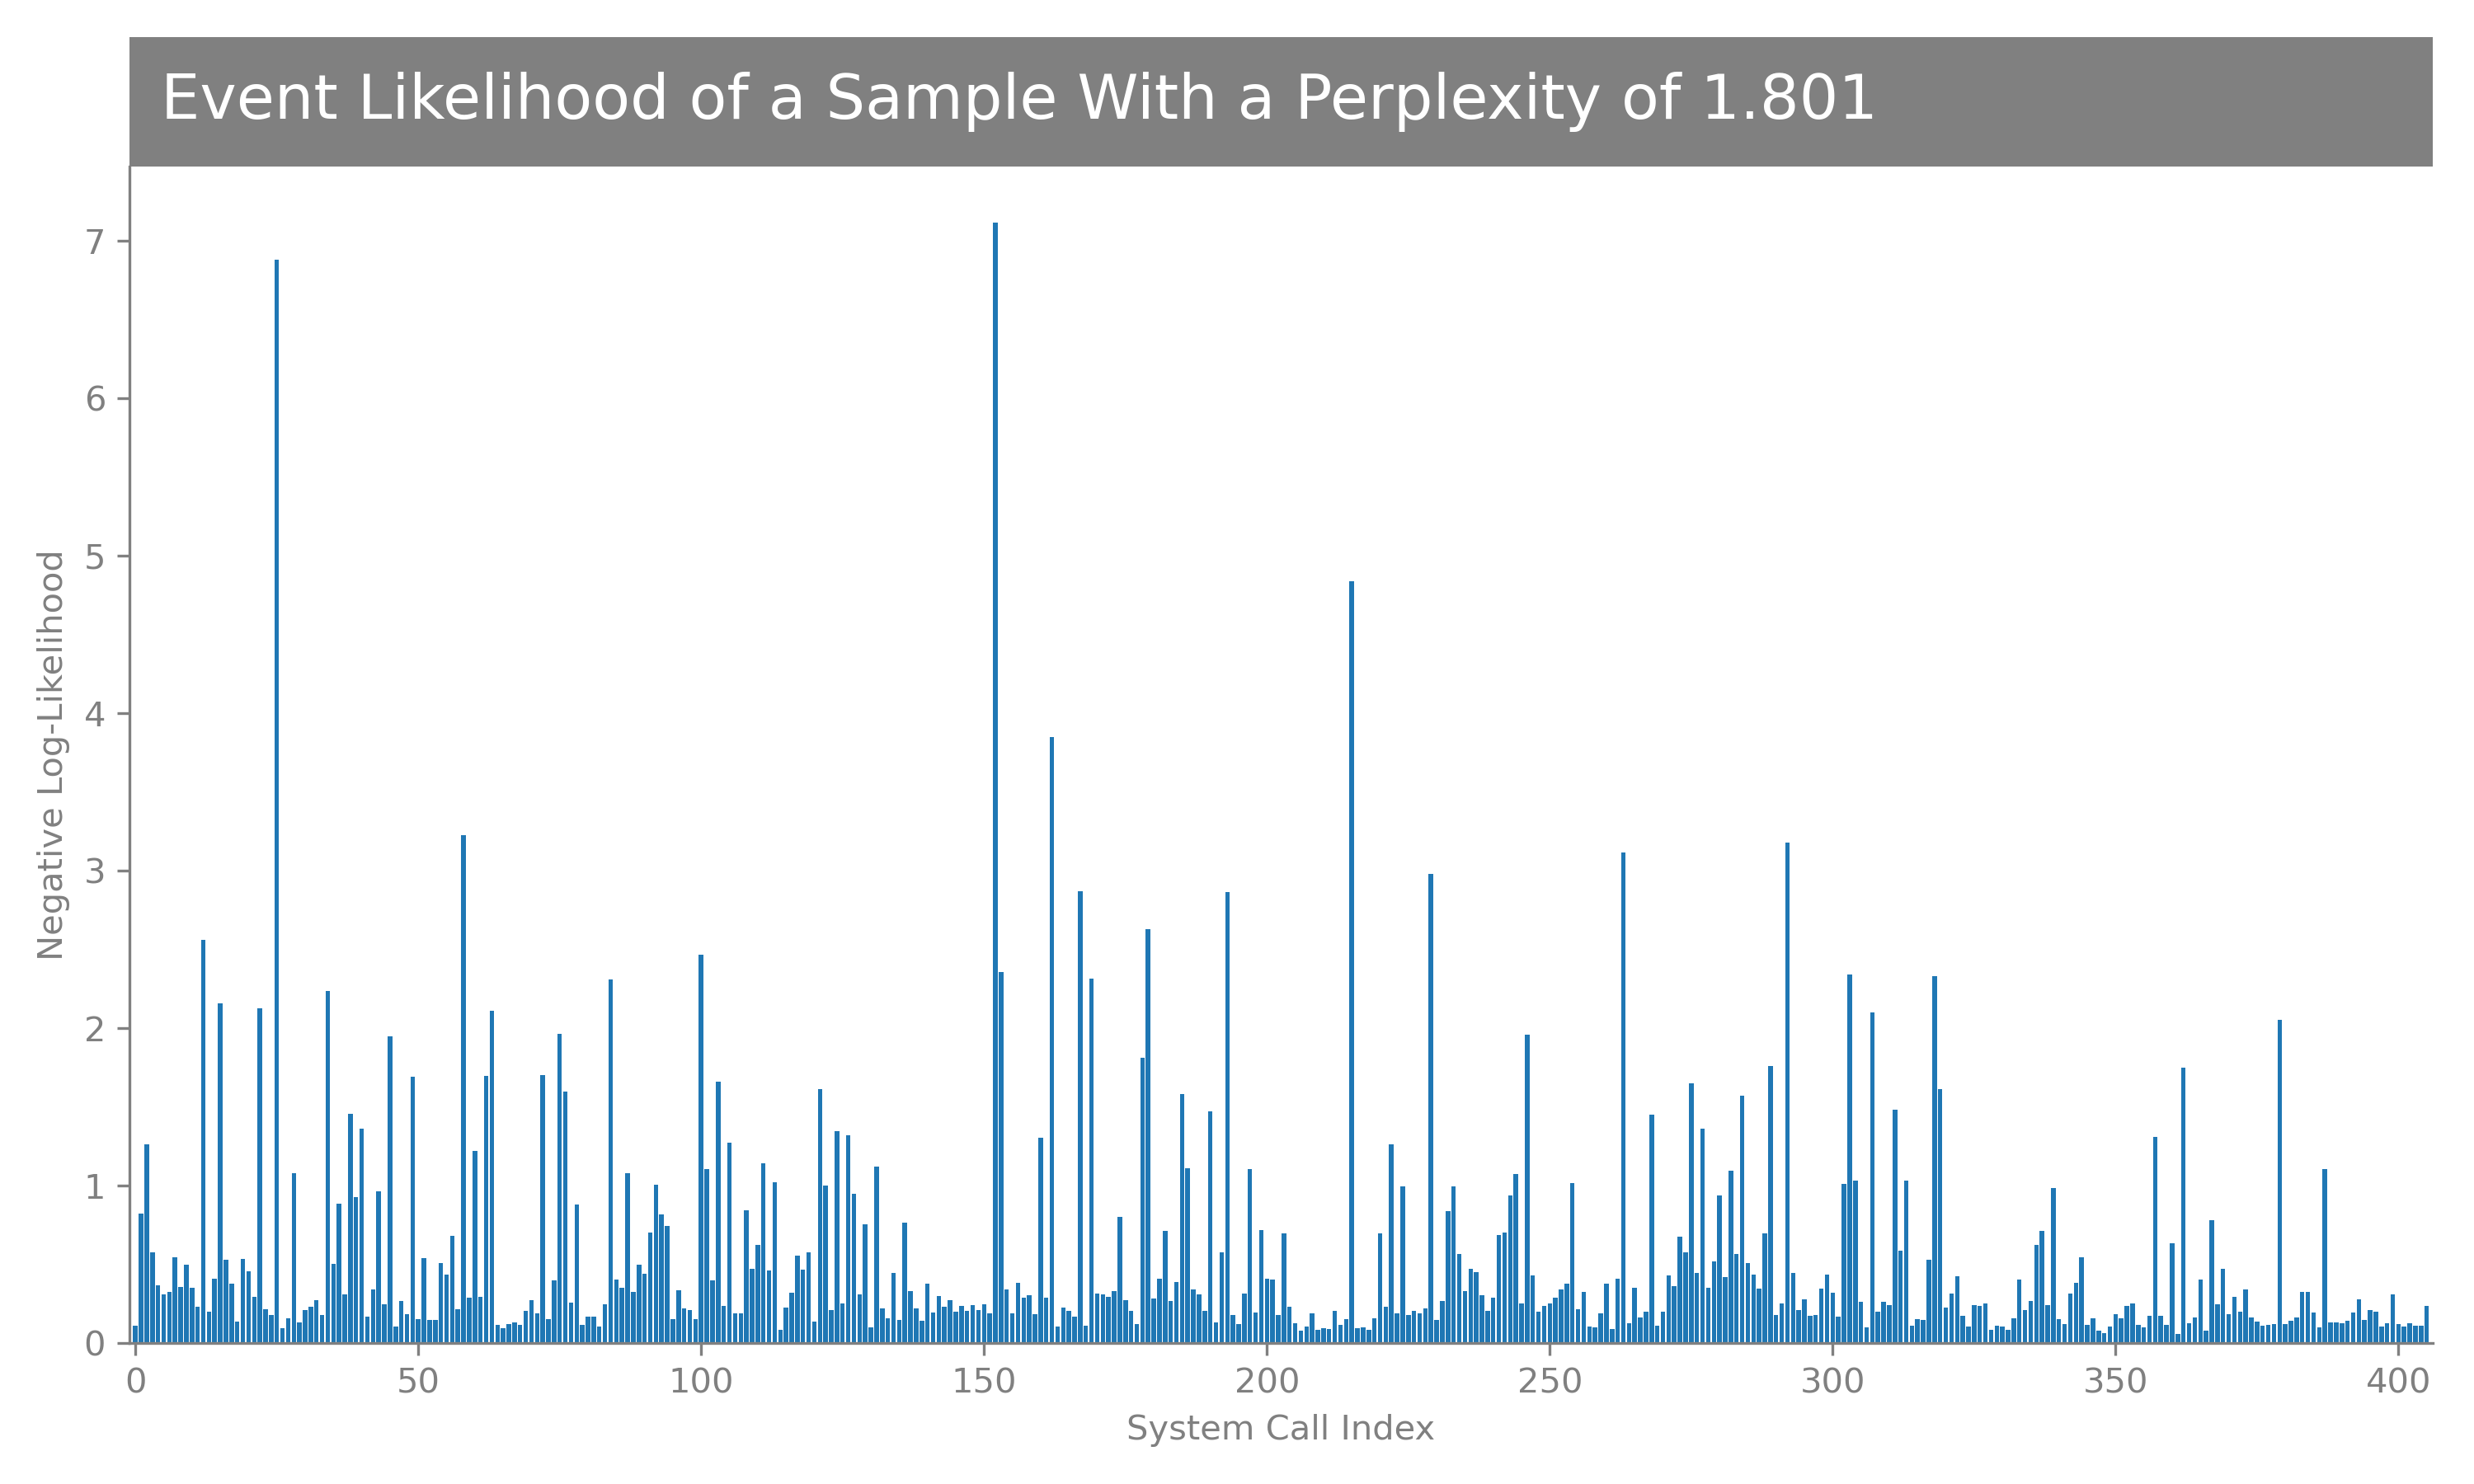 Event Likelihood of a Sample With a Perplexity of 1.801
7
6
5
4
3
2
1
0
Negative Log-Likelihood
0 50 100 150 200 250 300 350 400
System Call Index